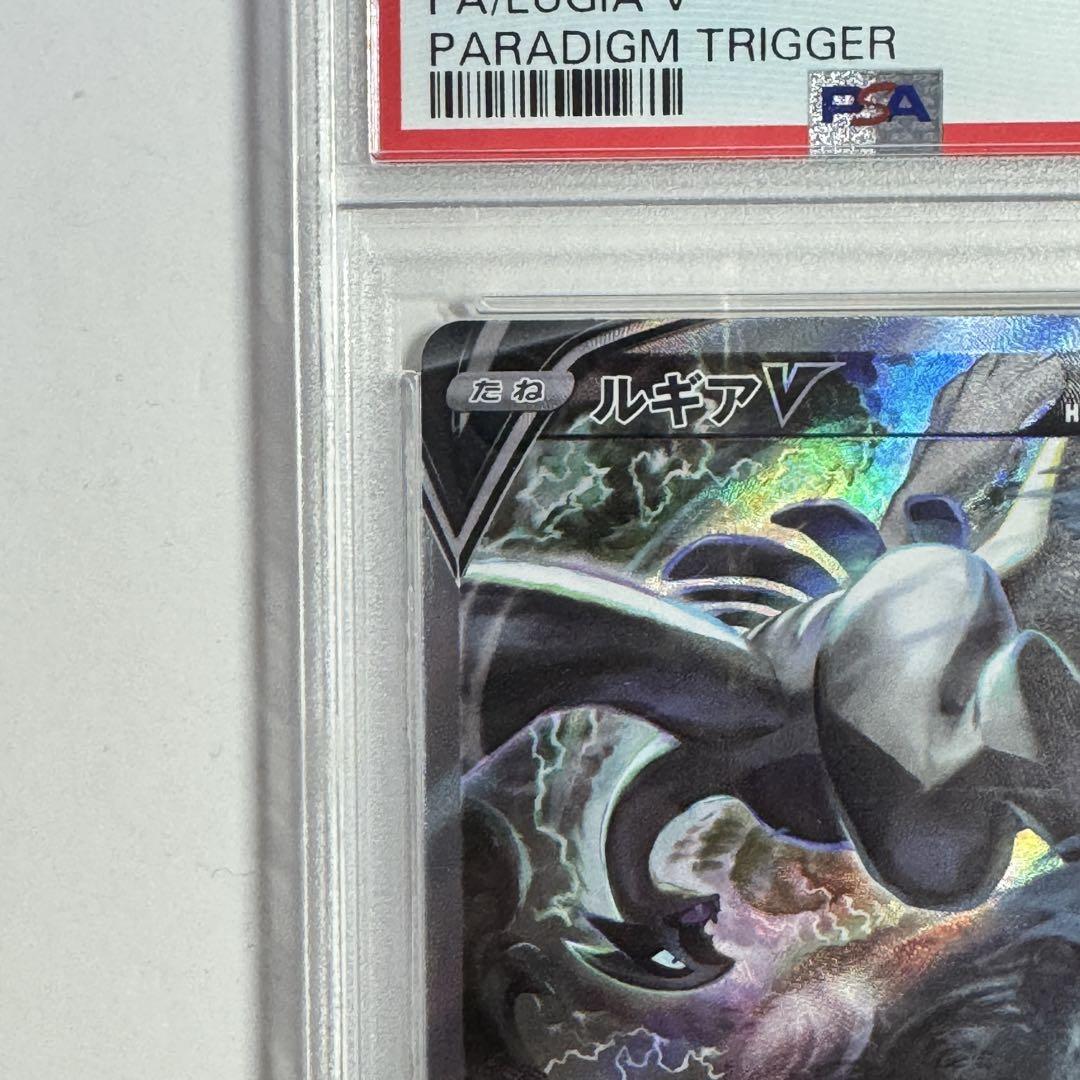 FA/LUGIA V
PARADIGM TRIGGER
PSA
たね ルギアV H